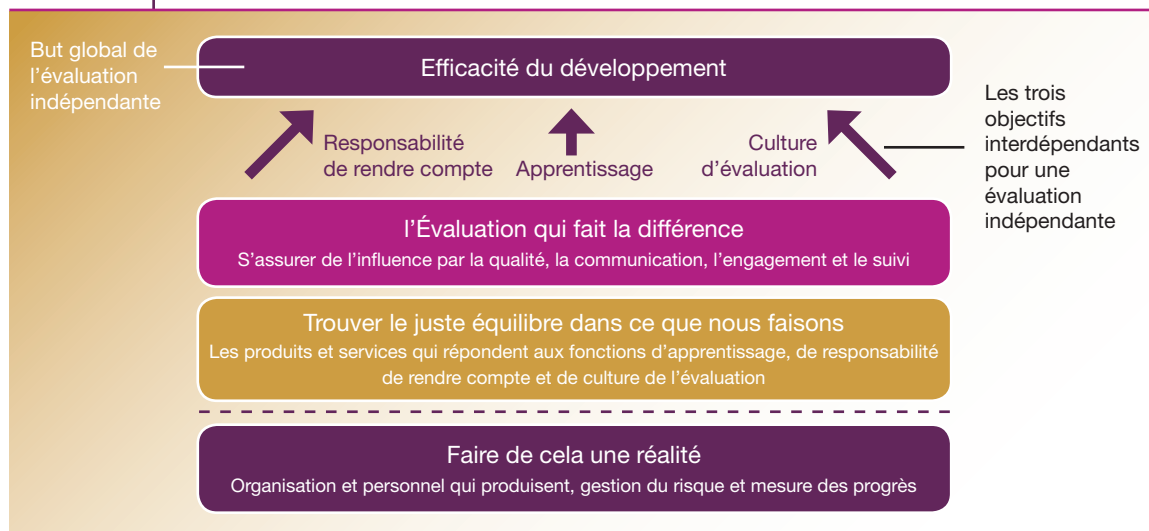 But global de
l’évaluation
indépendante
Efficacité du développement
Responsabilité
de rendre compte
Apprentissage
Culture
d’évaluation
Les trois
objectifs
interdépendants
pour une
évaluation
indépendante
l’Évaluation qui fait la différence
S’assurer de l’influence par la qualité, la communication, l’engagement et le suivi
Trouver le juste équilibre dans ce que nous faisons
Les produits et services qui répondent aux fonctions d’apprentissage, de responsabilité
de rendre compte et de culture de l’évaluation
Faire de cela une réalité
Organisation et personnel qui produisent, gestion du risque et mesure des progrès